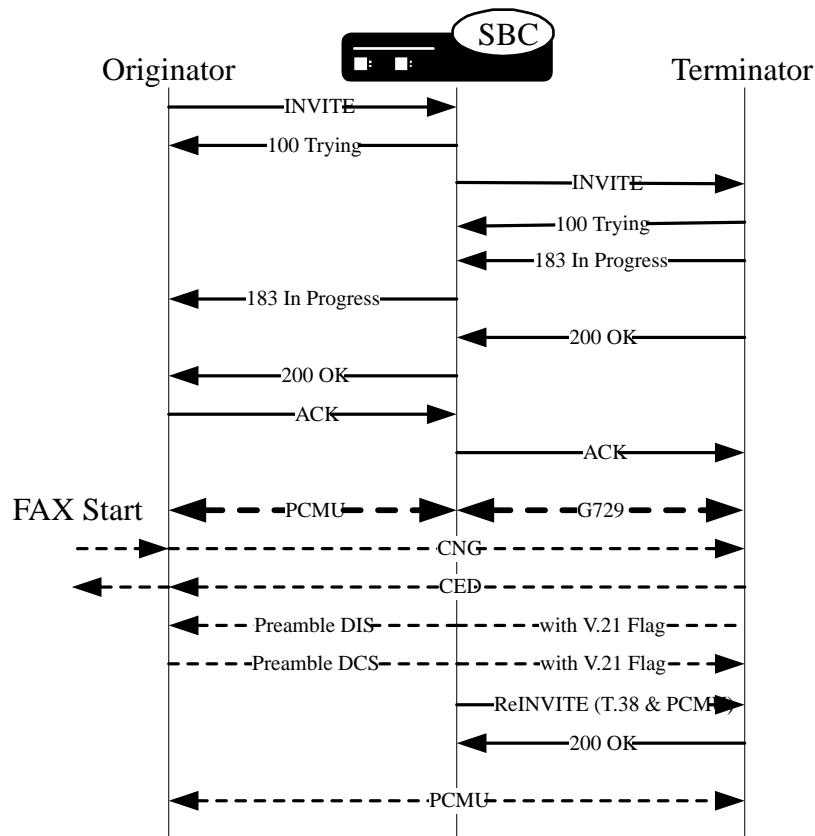 SBC
Originator
Terminator
INVITE
100 Trying
INVITE
100 Trying
183 In Progress
183 In Progress
200 OK
200 OK
ACK
ACK
FAX Start
PCMU
G729
CNG
CED
Preamble DIS
with V.21 Flag
Preamble DCS
with V.21 Flag
ReINVITE (T.38 & PCMU)
200 OK
PCMU